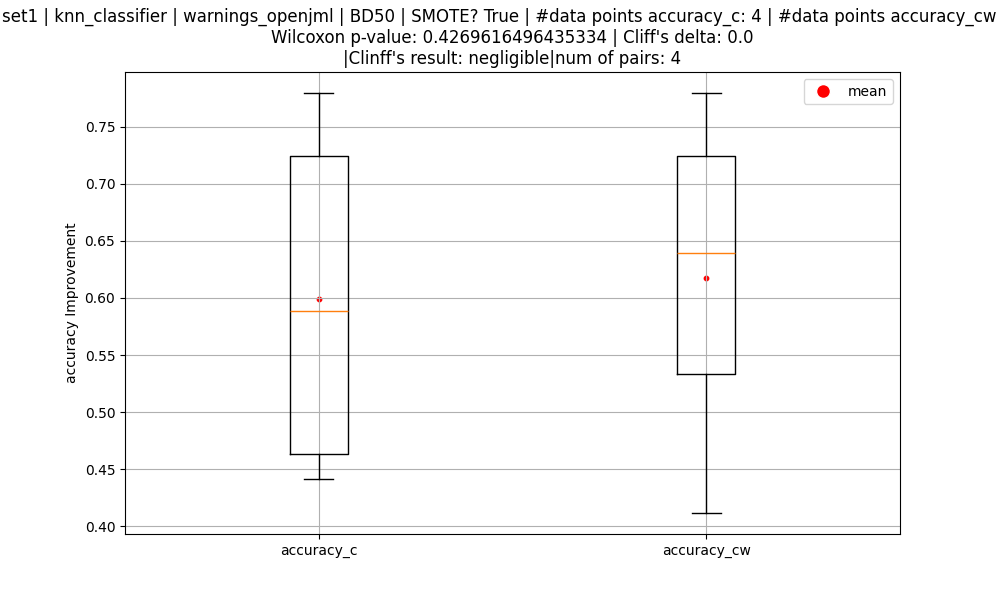 set1 | knn_classifier | warnings_openjml | BD50 | SMOTE? True | #data points accuracy_c: 4 | #data points accuracy_cw
Wilcoxon p-value: 0.4269616496435334 | Cliff's delta: 0.0
|Clinff's result: negligible|num of pairs: 4
mean
0.75
0.70
0.65
0.60
0.55
0.50
0.45
0.40
accuracy Improvement
accuracy_c
accuracy_cw